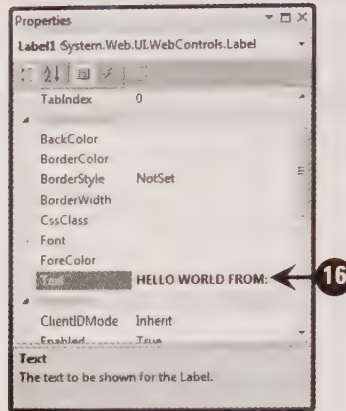 Properties
Label1 System.Web.UI.WebControls.Label
TabIndex 0
BackColor
BorderColor
BorderStyle NotSet
BorderWidth
CssClass
Font
ForeColor
Text HELLO WORLD FROM:
16
ClientIDMode Inherit
Enabled True
Text
The text to be shown for the Label.